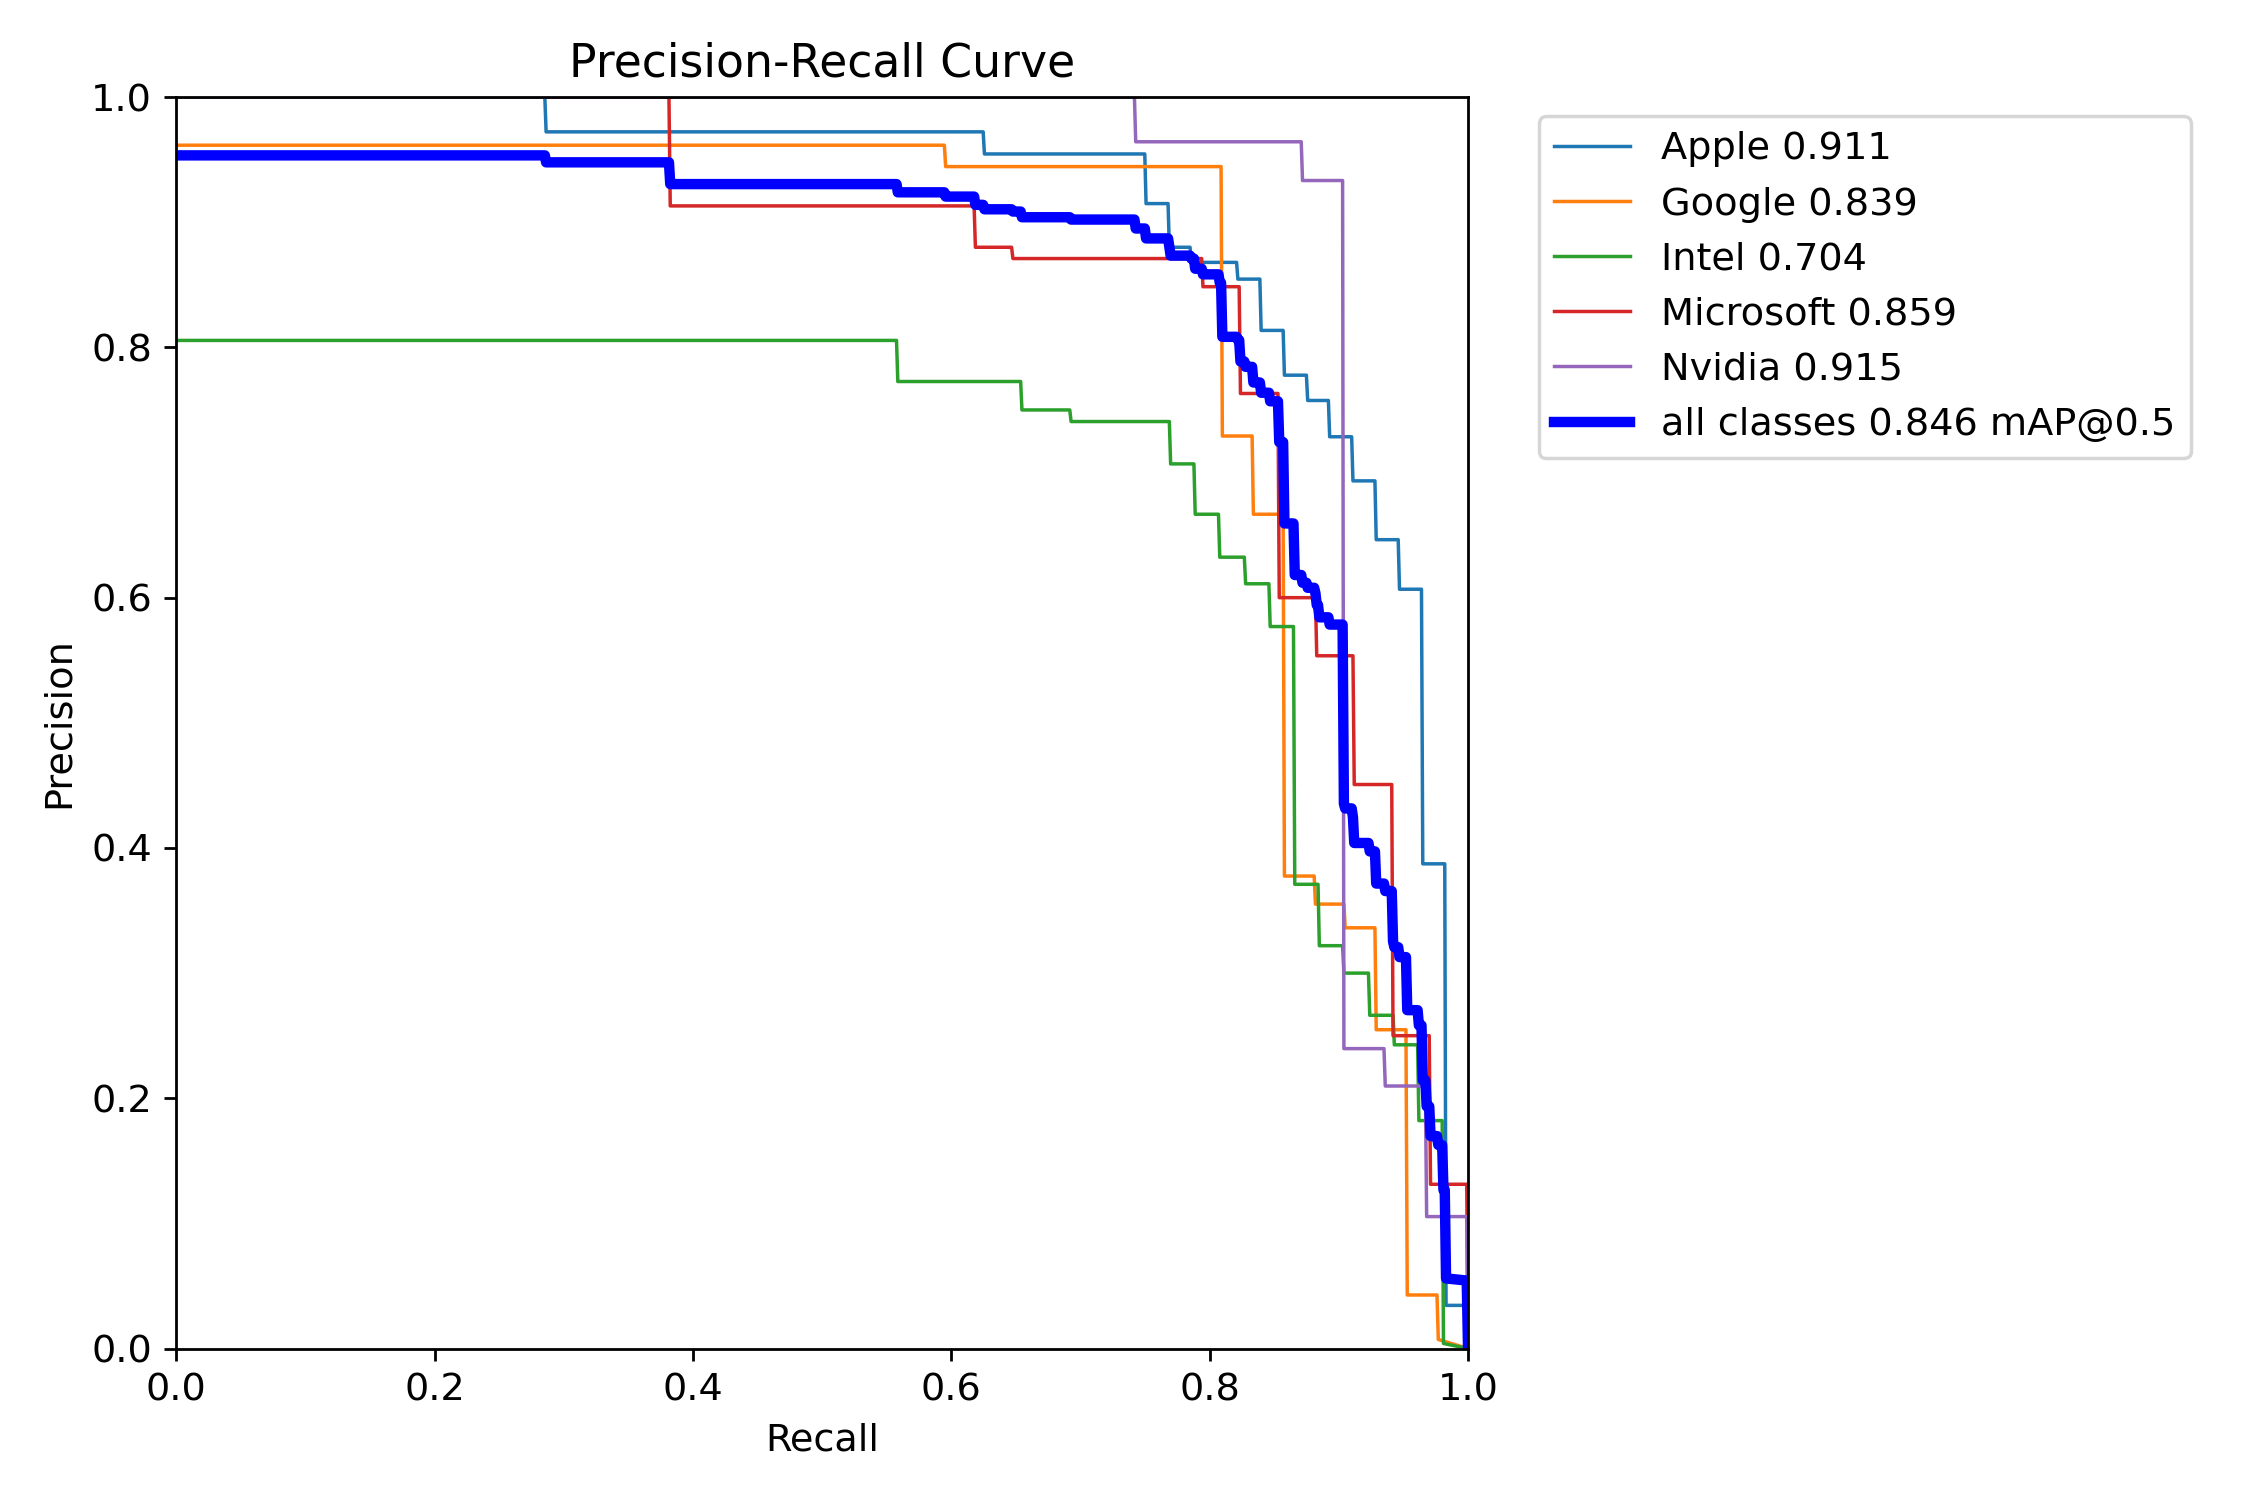 Precision-Recall Curve
1.0
0.8
0.6
0.4
0.2
0.0
Precision
0.0 0.2 0.4 0.6 0.8 1.0
Recall
Apple 0.911
Google 0.839
Intel 0.704
Microsoft 0.859
Nvidia 0.915
all classes 0.846 mAP@0.5